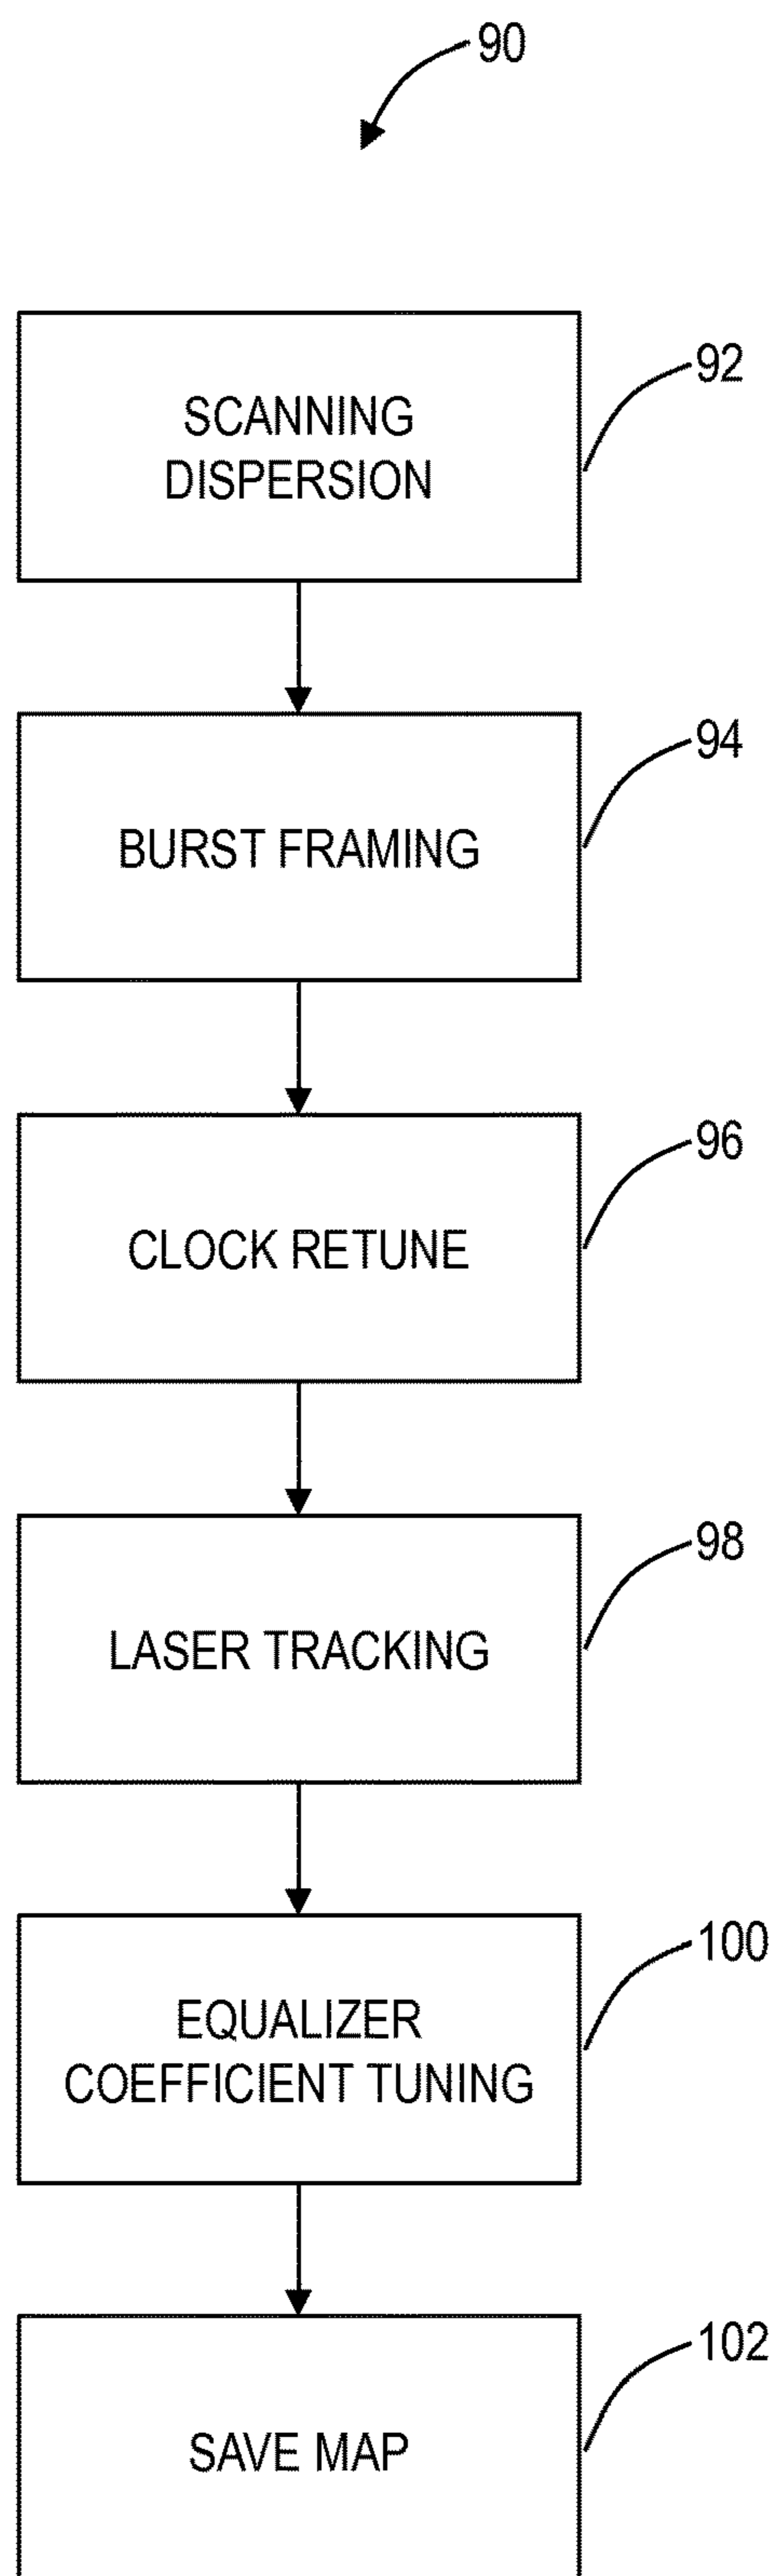 90
SCANNING
DISPERSION
92
BURST FRAMING
94
CLOCK RETUNE
96
LASER TRACKING
98
EQUALIZER
COEFFICIENT TUNING
100
SAVE MAP
102